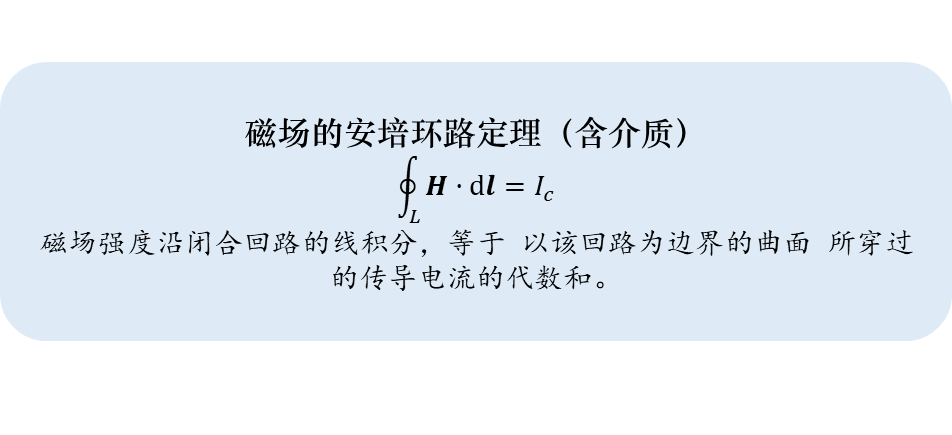 磁场的安培环路定理（含介质）
∮_L H · dl = I_c
磁场强度沿闭合回路的线积分，等于 以该回路为边界的曲面 所穿过
的传导电流的代数和。